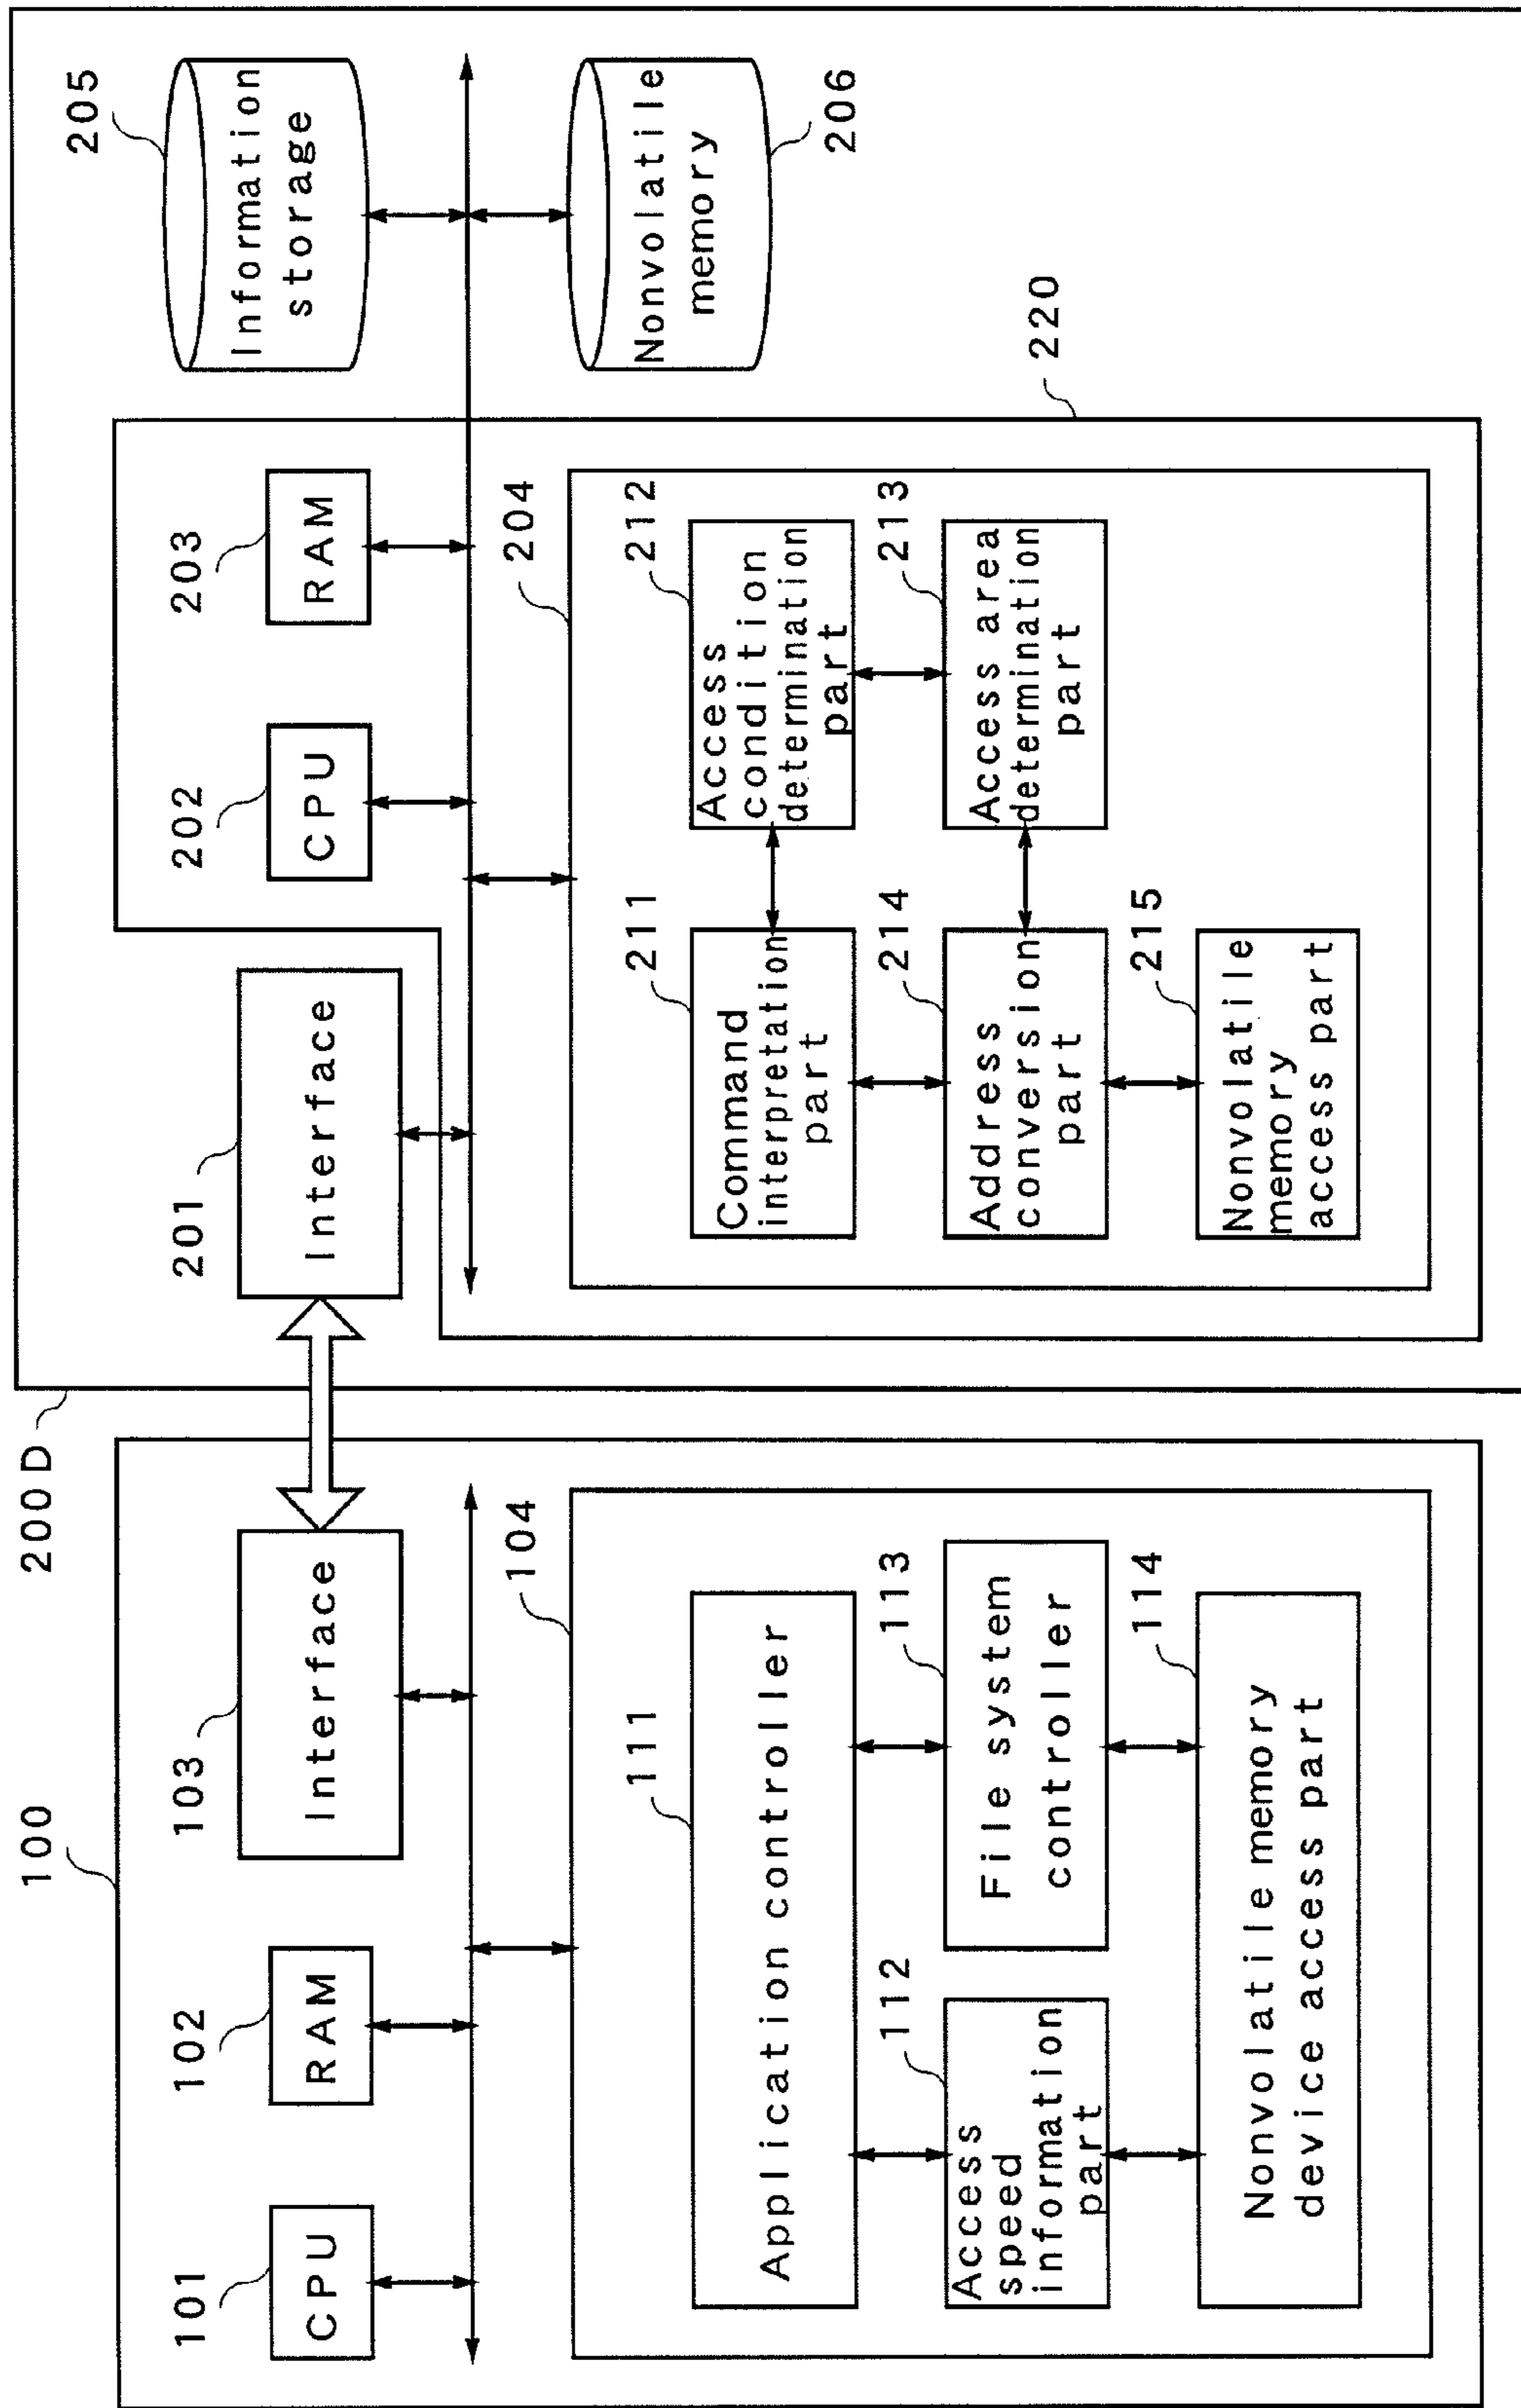 100
101
CPU
102
RAM
103
Interface
104
111
Application controller
112
Access
speed
information
part
113
File system
controller
114
Nonvolatile memory
device access part
200D
201
Interface
202
CPU
203
RAM
205
Information
storage
204
211
Command
interpretation
part
212
Access
condition
determination
part
214
Address
conversion
part
213
Access area
determination
part
215
Nonvolatile
memory
access part
Nonvolatile
memory
206
220